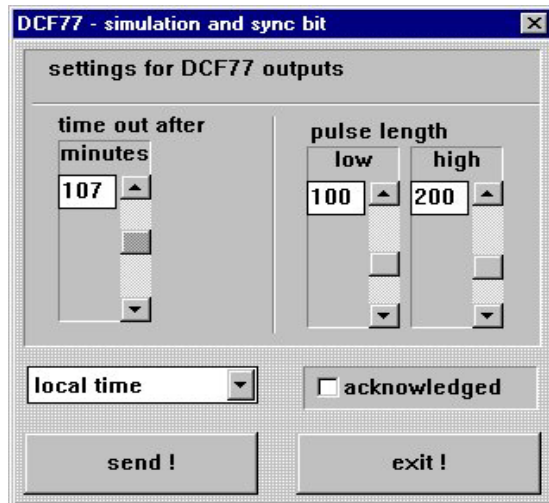 DCF77 - simulation and sync bit
settings for DCF77 outputs
time out after
minutes
107
pulse length
low high
100 200
local time
acknowledged
send !
exit !